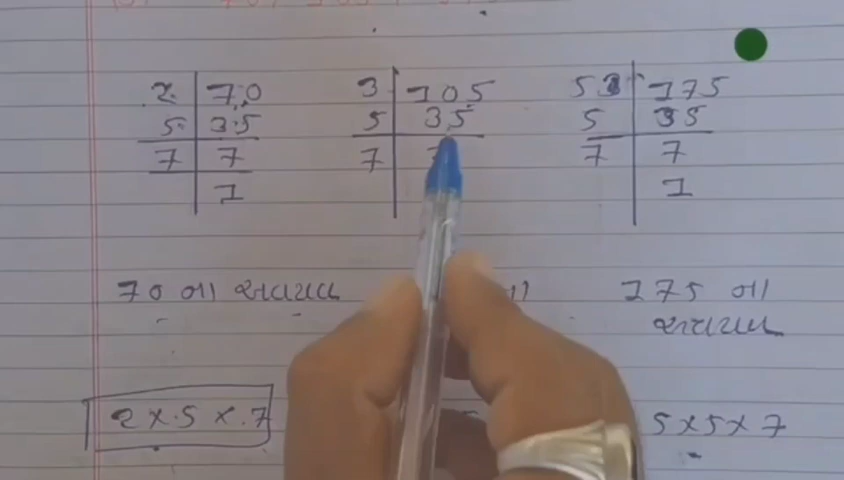 2 | 70    3 | 105    5 | 175
5 | 35    5 | 35    5 | 35
7 | 7    7 |    7 | 7
1    1
70 ના અવયવ    175 ના
અવયવ
2 × 5 × 7    5 × 5 × 7